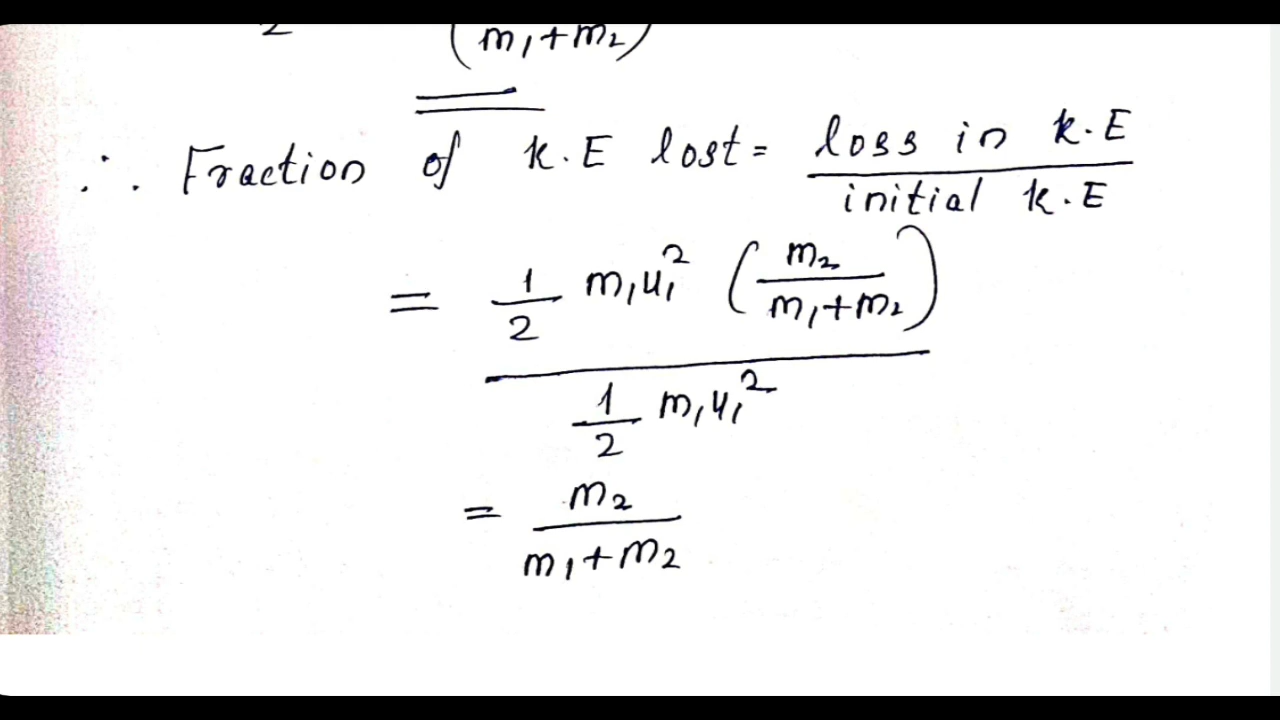 2 (m₁+m₂)
∴ Fraction of k.E lost = loss in k.E / initial k.E
= 1/2 m₁u₁² (m₂/(m₁+m₂)) / 1/2 m₁u₁²
= m₂/(m₁+m₂)